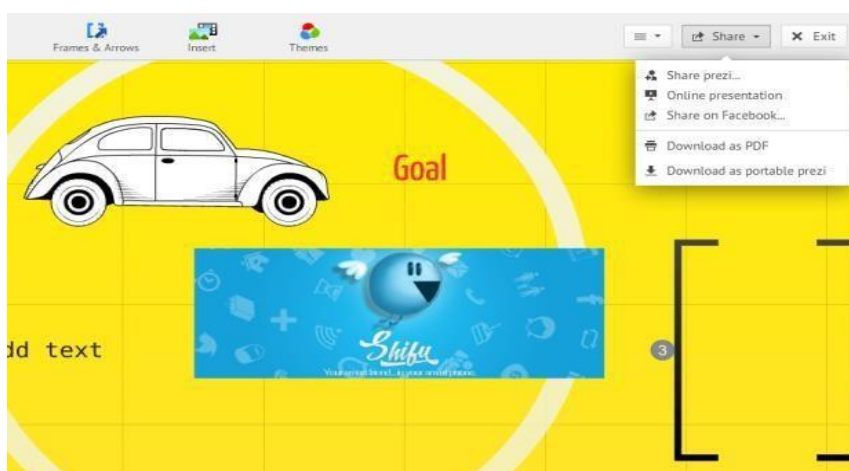 Frames & Arrows
Insert
Themes
Share
Exit
Share prezi...
Online presentation
Share on Facebook...
Download as PDF
Download as portable prezi
Goal
Shifu
dd text
3